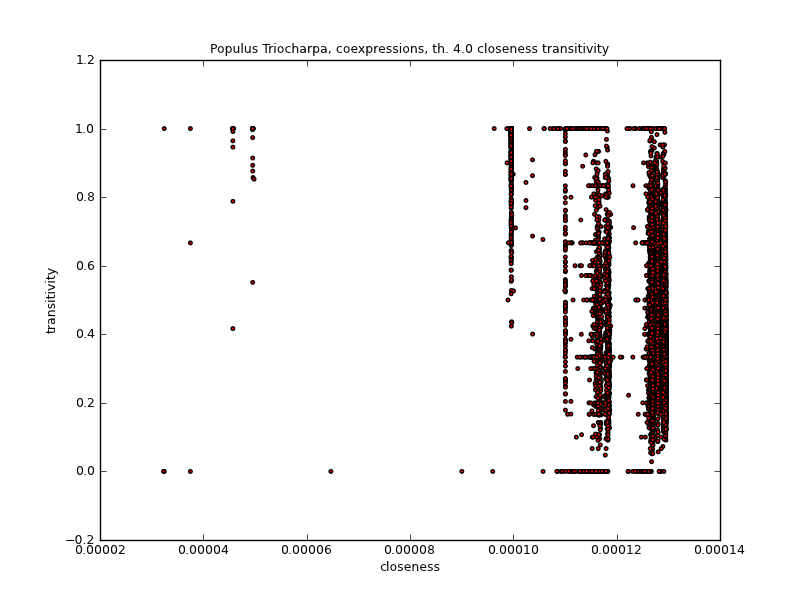 Populus Triocharpa, coexpressions, th. 4.0 closeness transitivity
1.2
1.0
0.8
0.6
0.4
0.2
0.0
−0.2
transitivity
0.00002 0.00004 0.00006 0.00008 0.00010 0.00012 0.00014
closeness